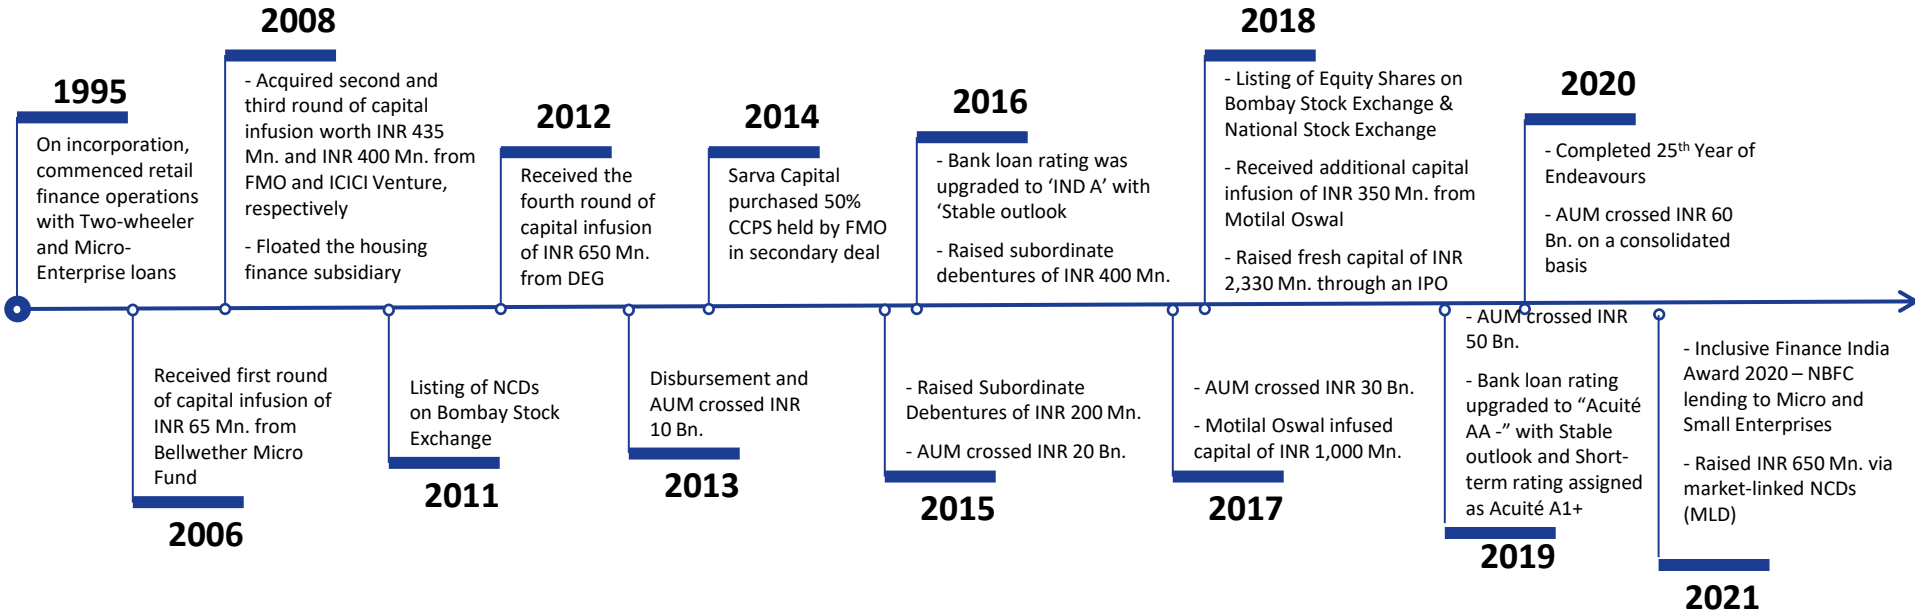 1995
On incorporation,
commenced retail
finance operations
with Two-wheeler
and Micro-
Enterprise loans
2006
Received first round
of capital infusion of
INR 65 Mn. from
Bellwether Micro
Fund
2008
- Acquired second and
third round of capital
infusion worth INR 435
Mn. and INR 400 Mn. from
FMO and ICICI Venture,
respectively
- Floated the housing
finance subsidiary
2011
Listing of NCDs
on Bombay Stock
Exchange
2012
Received the
fourth round of
capital infusion
of INR 650 Mn.
from DEG
2013
Disbursement and
AUM crossed INR
10 Bn.
2014
Sarva Capital
purchased 50%
CCPS held by FMO
in secondary deal
2015
- Raised Subordinate
Debentures of INR 200 Mn.
- AUM crossed INR 20 Bn.
2016
- Bank loan rating was
upgraded to ‘IND A’ with
‘Stable outlook
- Raised subordinate
debentures of INR 400 Mn.
2017
- AUM crossed INR 30 Bn.
- Motilal Oswal infused
capital of INR 1,000 Mn.
2018
- Listing of Equity Shares on
Bombay Stock Exchange &
National Stock Exchange
- Received additional capital
infusion of INR 350 Mn. from
Motilal Oswal
- Raised fresh capital of INR
2,330 Mn. through an IPO
2019
- AUM crossed INR
50 Bn.
- Bank loan rating
upgraded to “Acuité
AA -” with Stable
outlook and Short-
term rating assigned
as Acuité A1+
2020
- Completed 25th Year of
Endeavours
- AUM crossed INR 60
Bn. on a consolidated
basis
2021
- Inclusive Finance India
Award 2020 – NBFC
lending to Micro and
Small Enterprises
- Raised INR 650 Mn. via
market-linked NCDs
(MLD)